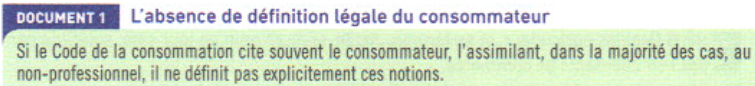 DOCUMENT 1 L'absence de définition légale du consommateur
Si le Code de la consommation cite souvent le consommateur, l'assimilant, dans la majorité des cas, au
non-professionnel, il ne définit pas explicitement ces notions.